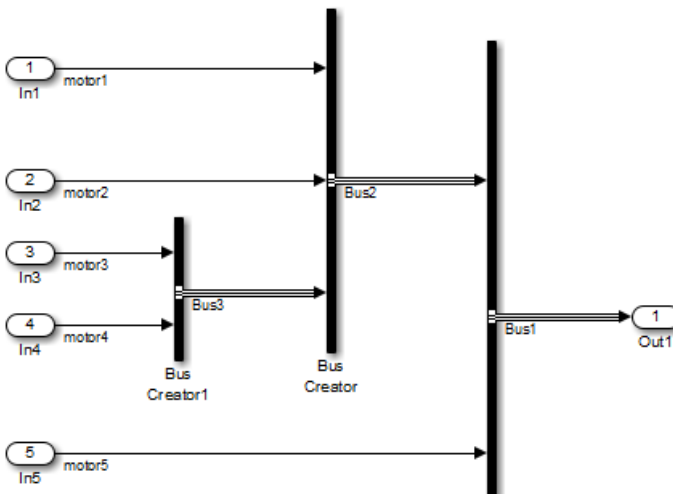 1
motor1
In1
2
motor2
In2
Bus2
3
motor3
In3
Bus3
4
motor4
In4
Bus1
1
Out1
Bus
Creator1
Bus
Creator
5
motor5
In5